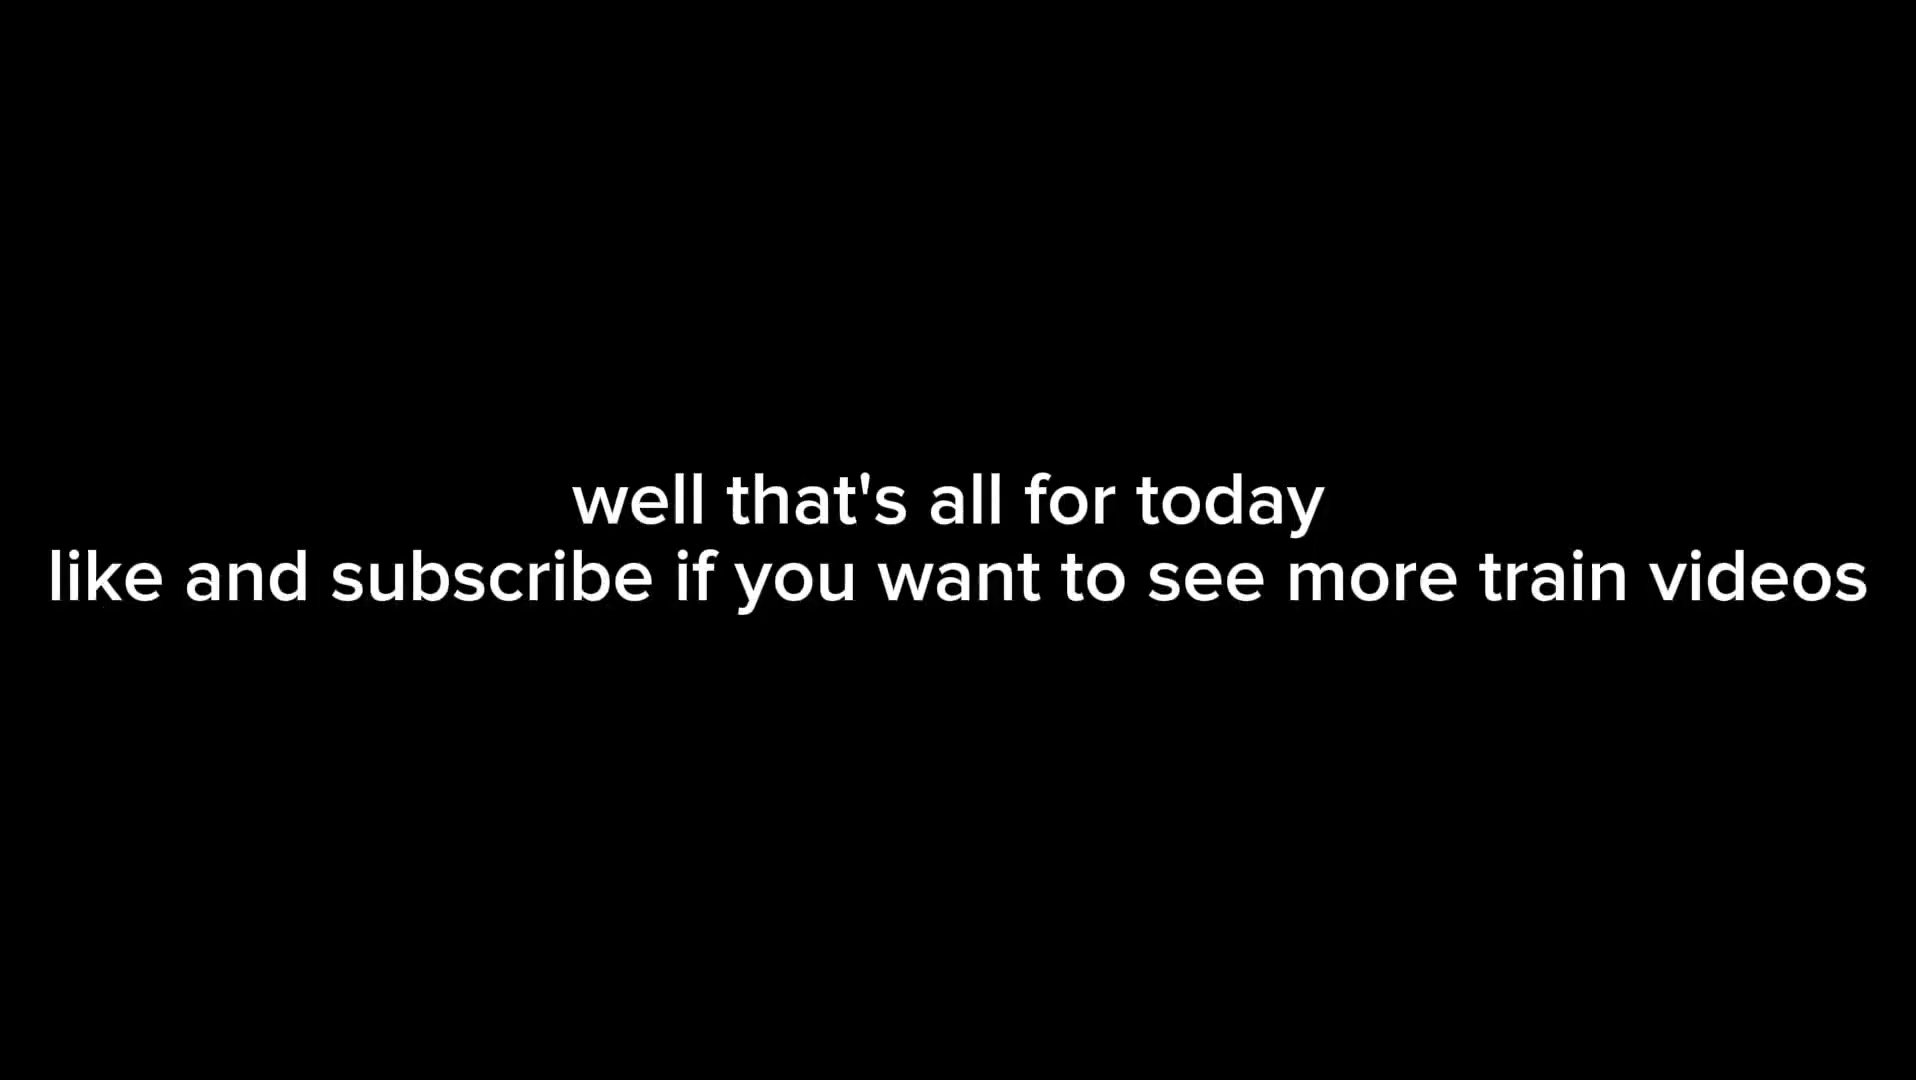 well that's all for today
like and subscribe if you want to see more train videos